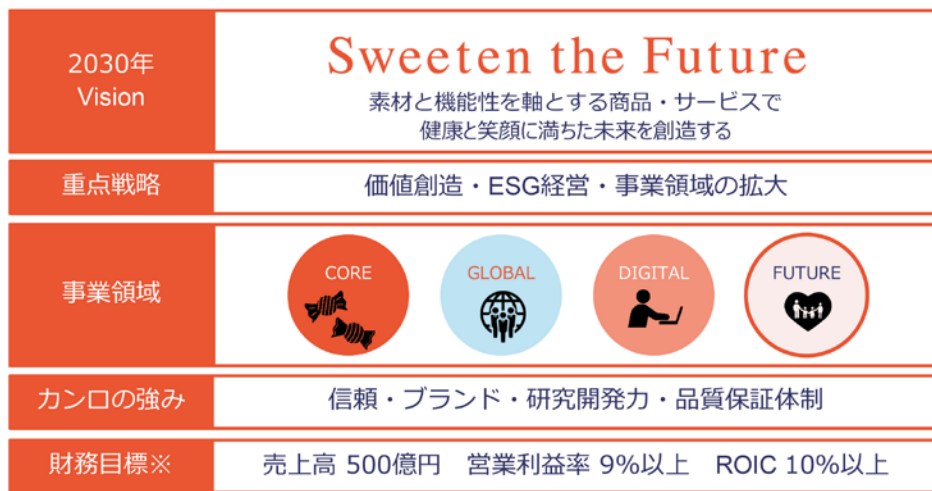 2030年
Vision
Sweeten the Future
素材と機能性を軸とする商品・サービスで
健康と笑顔に満ちた未来を創造する
重点戦略
価値創造・ESG経営・事業領域の拡大
事業領域
CORE
GLOBAL
DIGITAL
FUTURE
カンロの強み
信頼・ブランド・研究開発力・品質保証体制
財務目標※
売上高 500億円 営業利益率 9%以上 ROIC 10%以上